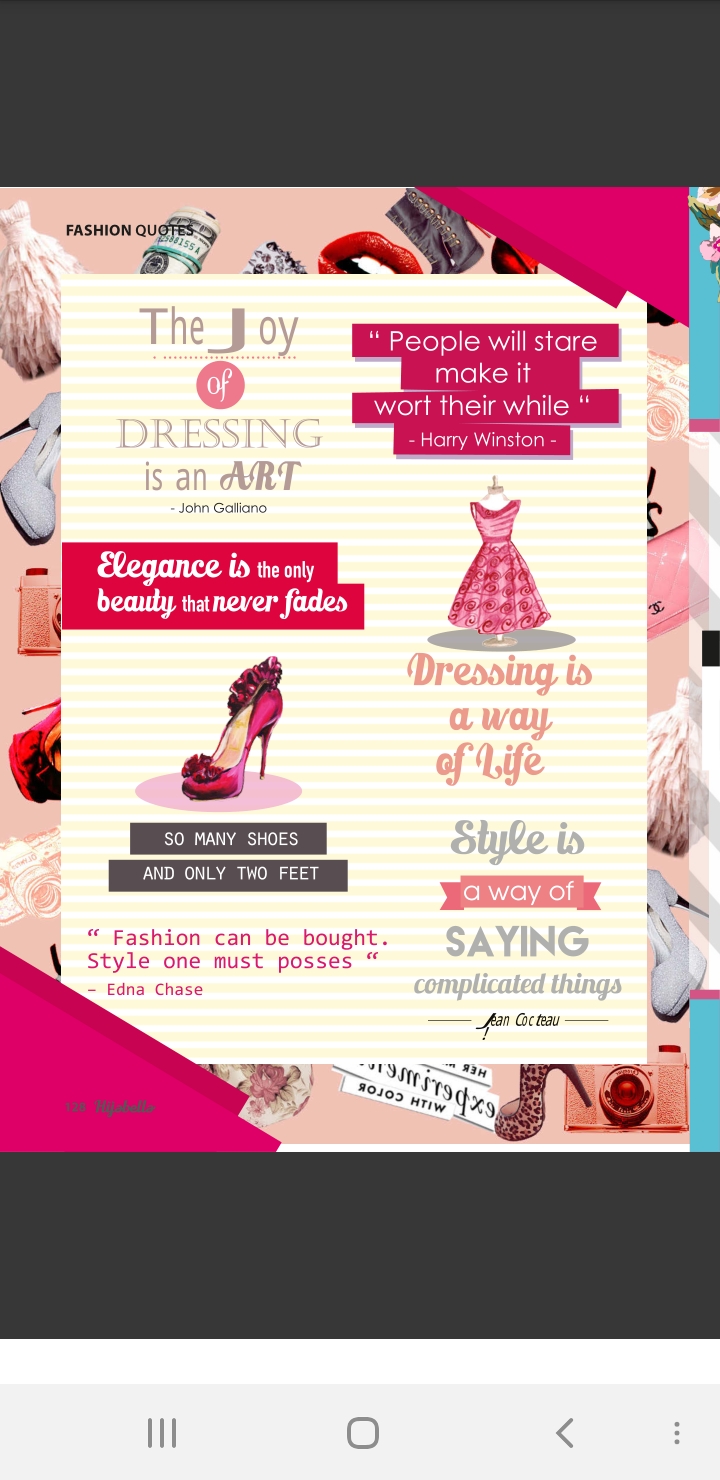 FASHION QUOTES
The Joy
of
DRESSING
is an ART
- John Galliano
“ People will stare
make it
wort their while “
- Harry Winston -
Elegance is the only
beauty that never fades
Dressing is
a way
of Life
SO MANY SHOES
AND ONLY TWO FEET
Style is
a way of
SAYING
complicated things
Jean Cocteau
“ Fashion can be bought.
Style one must posses “
– Edna Chase
HER
experiment
WITH COLOR
128 Hijabella